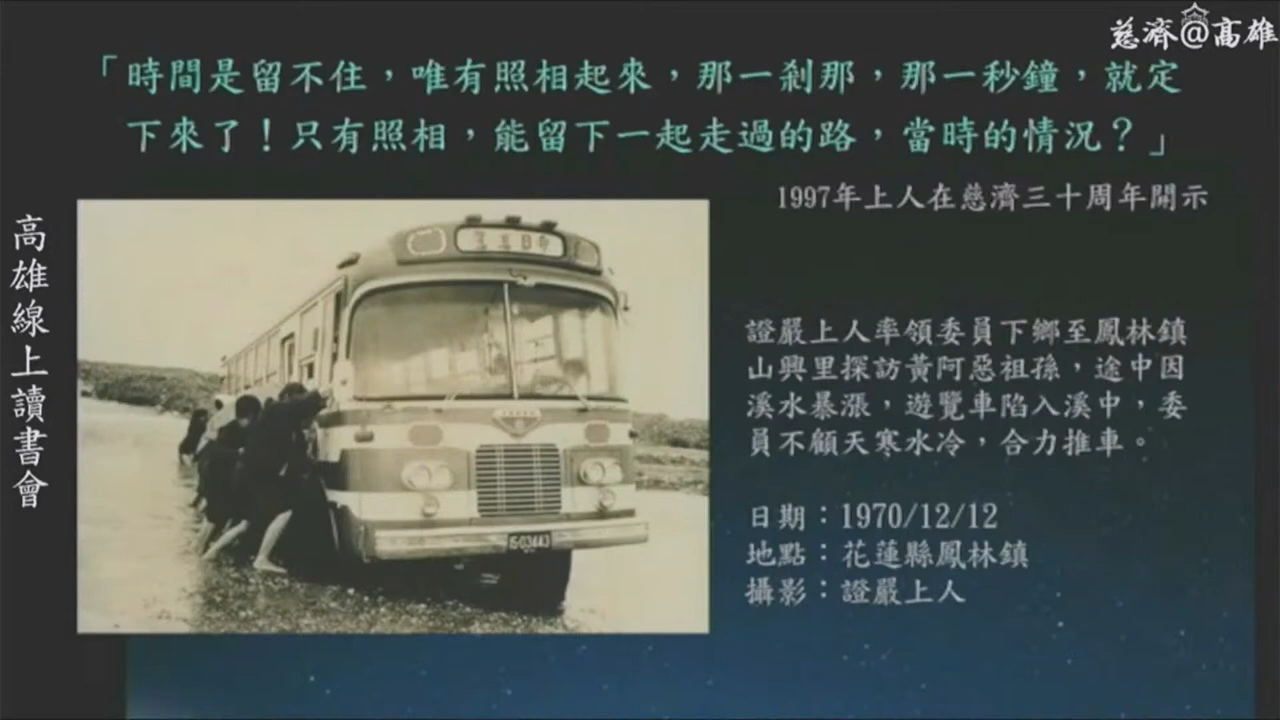 慈濟@高雄
「時間是留不住，唯有照相起來，那一剎那，那一秒鐘，就定
下來了！只有照相，能留下一起走過的路，當時的情況？」
1997年上人在慈濟三十周年開示
高雄線上讀書會
證嚴上人率領委員下鄉至鳳林鎮
山興里探訪黃阿惡祖孫，途中因
溪水暴漲，遊覽車陷入溪中，委
員不顧天寒水冷，合力推車。
日期：1970/12/12
地點：花蓮縣鳳林鎮
攝影：證嚴上人
15-03443